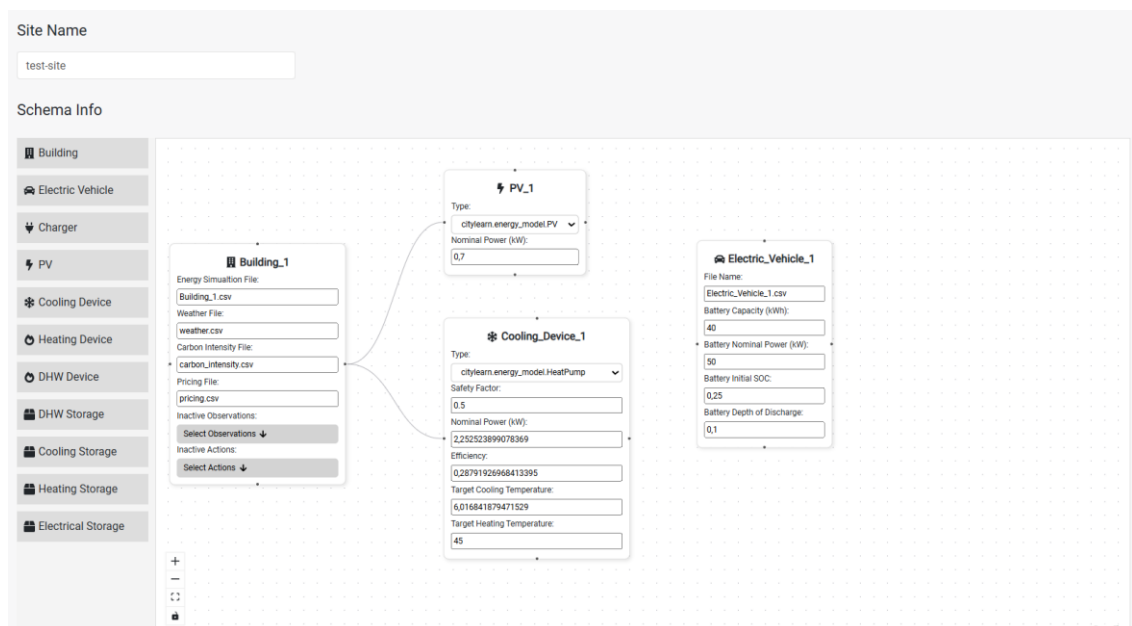 Site Name
test-site
Schema Info
Building
Electric Vehicle
Charger
PV
Cooling Device
Heating Device
DHW Device
DHW Storage
Cooling Storage
Heating Storage
Electrical Storage
Building_1
Energy Simualtion File:
Building_1.csv
Weather File:
weather.csv
Carbon Intensity File:
carbon_intensity.csv
Pricing File:
pricing.csv
Inactive Observations:
Select Observations
Inactive Actions:
Select Actions
PV_1
Type:
citylearn.energy_model.PV
Nominal Power (kW):
0,7
Cooling_Device_1
Type:
citylearn.energy_model.HeatPump
Safety Factor:
0.5
Nominal Power (kW):
2,252523899078369
Efficiency:
0,28791926968413395
Target Cooling Temperature:
6,016841879471529
Target Heating Temperature:
45
Electric_Vehicle_1
File Name:
Electric_Vehicle_1.csv
Battery Capacity (kWh):
40
Battery Nominal Power (kW):
50
Battery Initial SOC:
0,25
Battery Depth of Discharge:
0,1